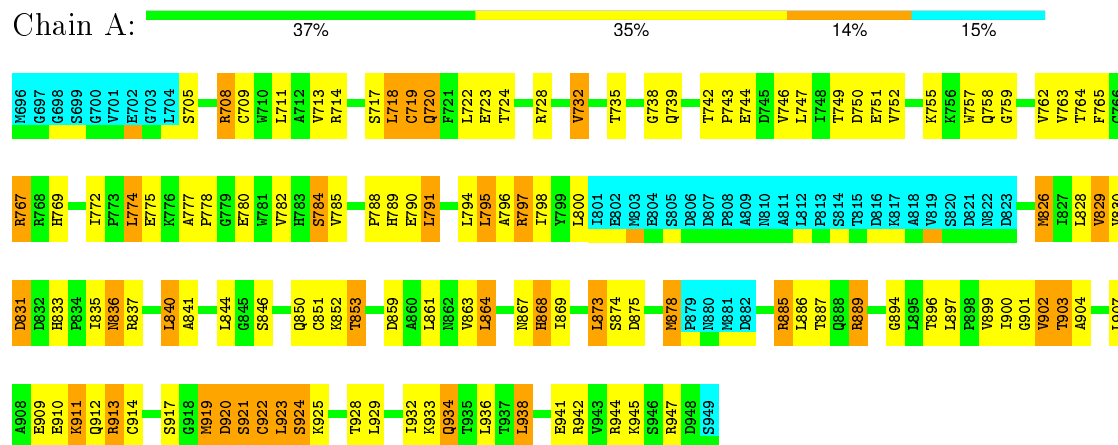 Chain A:
37% 35% 14% 15%
M696 G697 G698 S699 G700 V701 E702 G703 L704 S705 R708 C709 W710 L711 A712 V713 R714 S717 L718 C719 Q720 F721 L722 E723 T724 R728 V732 T735 G738 Q739 T742 P743 E744 D745 V746 L747 I748 T749 D750 E751 V752 K755 K756 W757 Q758 G759 V762 V763 T764 F765
R767 R768 H769 I772 P773 L774 E775 K776 A777 P778 G779 E780 W781 V782 H783 S784 V785 P788 H789 E790 L791 L794 L795 A796 R797 I798 Y799 L800 I801 E802 M803 E804 S805 D806 D807 P808 A809 N810 A811 L812 P813 S814 T815 D816 K817 A818 V819 S820 D821 N822 D823 M826 I827 L828 V829
D831 D832 H833 P834 I835 N836 R837 L840 A841 L844 G845 S846 Q850 C851 K852 T853 D859 A860 L861 N862 V863 L864 N867 H868 I869 L873 S874 D875 M878 P879 N880 M881 D882 R885 L886 T887 Q888 R889 G894 L895 T896 L897 P898 V899 I900 G901 V902 T903 A904
A908 E909 E910 K911 Q912 R913 C914 S917 G918 M919 D920 S921 C922 L923 S924 K925 T928 L929 I932 K933 Q934 T935 L936 T937 L938 E941 R942 V943 R944 K945 S946 R947 D948 S949